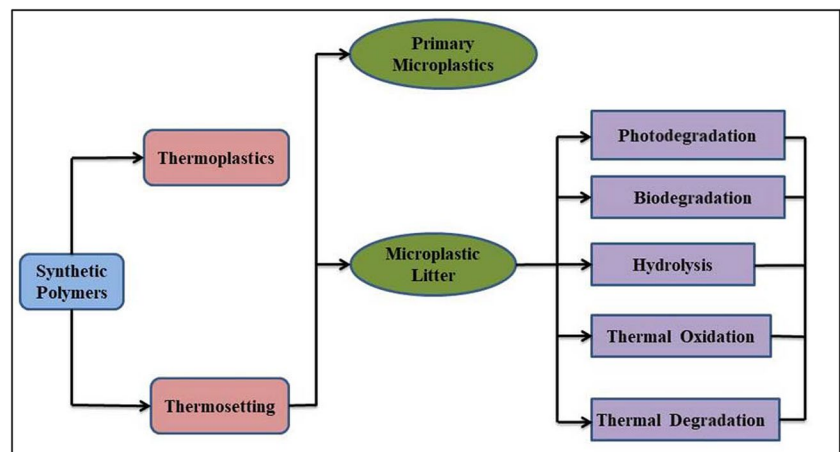 Synthetic
Polymers
Thermoplastics
Thermosetting
Primary
Microplastics
Microplastic
Litter
Photodegradation
Biodegradation
Hydrolysis
Thermal Oxidation
Thermal Degradation